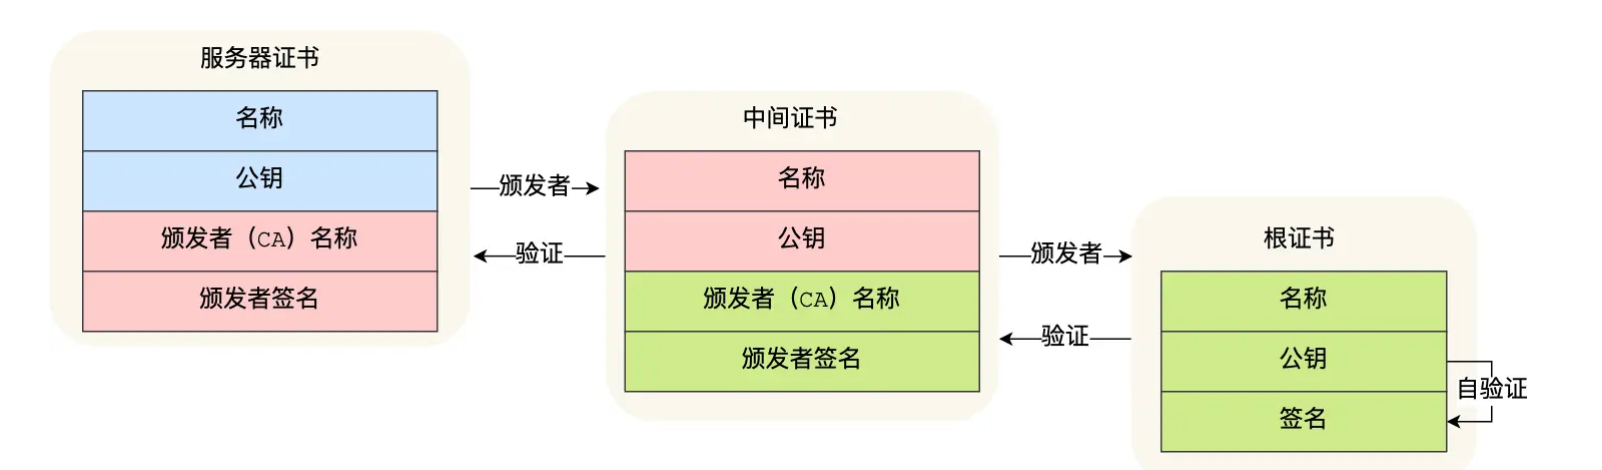 服务器证书
名称
公钥
颁发者（CA）名称
颁发者签名
颁发者
验证
中间证书
名称
公钥
颁发者（CA）名称
颁发者签名
颁发者
验证
根证书
名称
公钥
签名
自验证